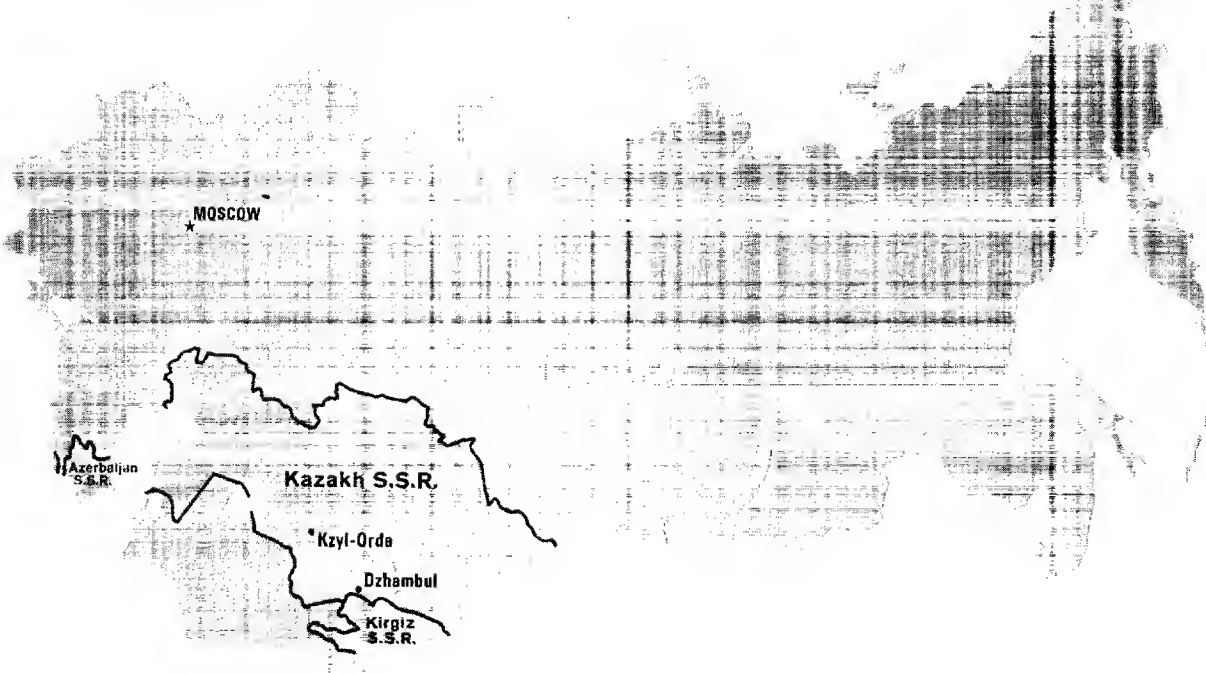 MOSCOW
Azerbaijan
S.S.R.
Kazakh S.S.R.
Kzyl-Orda
Dzhambul
Kirgiz
S.S.R.